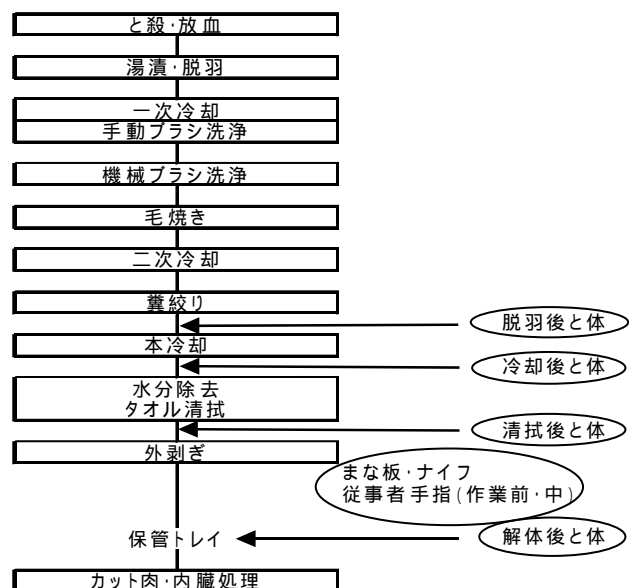 と殺･放血
湯漬･脱羽
一次冷却
手動ブラシ洗浄
機械ブラシ洗浄
毛焼き
二次冷却
糞絞り
脱羽後と体
本冷却
冷却後と体
水分除去
タオル清拭
清拭後と体
外剥ぎ
まな板･ナイフ
従事者手指(作業前･中)
保管トレイ
解体後と体
カット肉･内臓処理